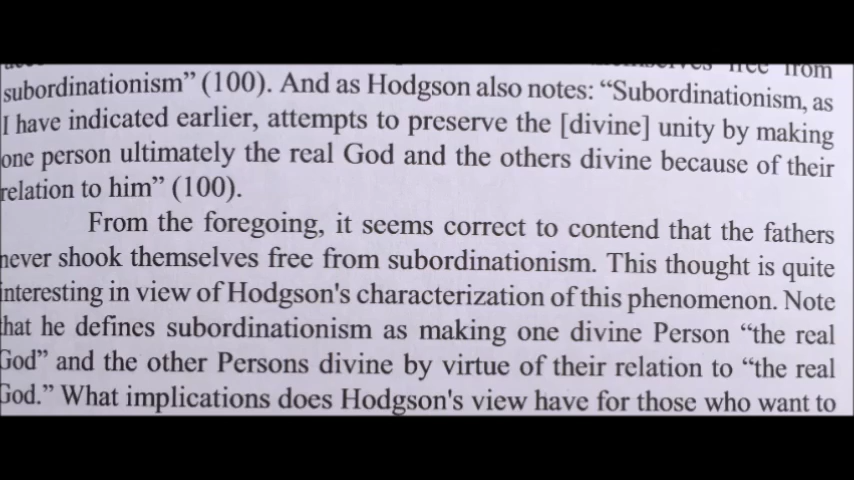 free from
subordinationism” (100). And as Hodgson also notes: “Subordinationism, as
I have indicated earlier, attempts to preserve the [divine] unity by making
one person ultimately the real God and the others divine because of their
relation to him” (100).
From the foregoing, it seems correct to contend that the fathers
never shook themselves free from subordinationism. This thought is quite
interesting in view of Hodgson's characterization of this phenomenon. Note
that he defines subordinationism as making one divine Person “the real
God” and the other Persons divine by virtue of their relation to “the real
God.” What implications does Hodgson's view have for those who want to